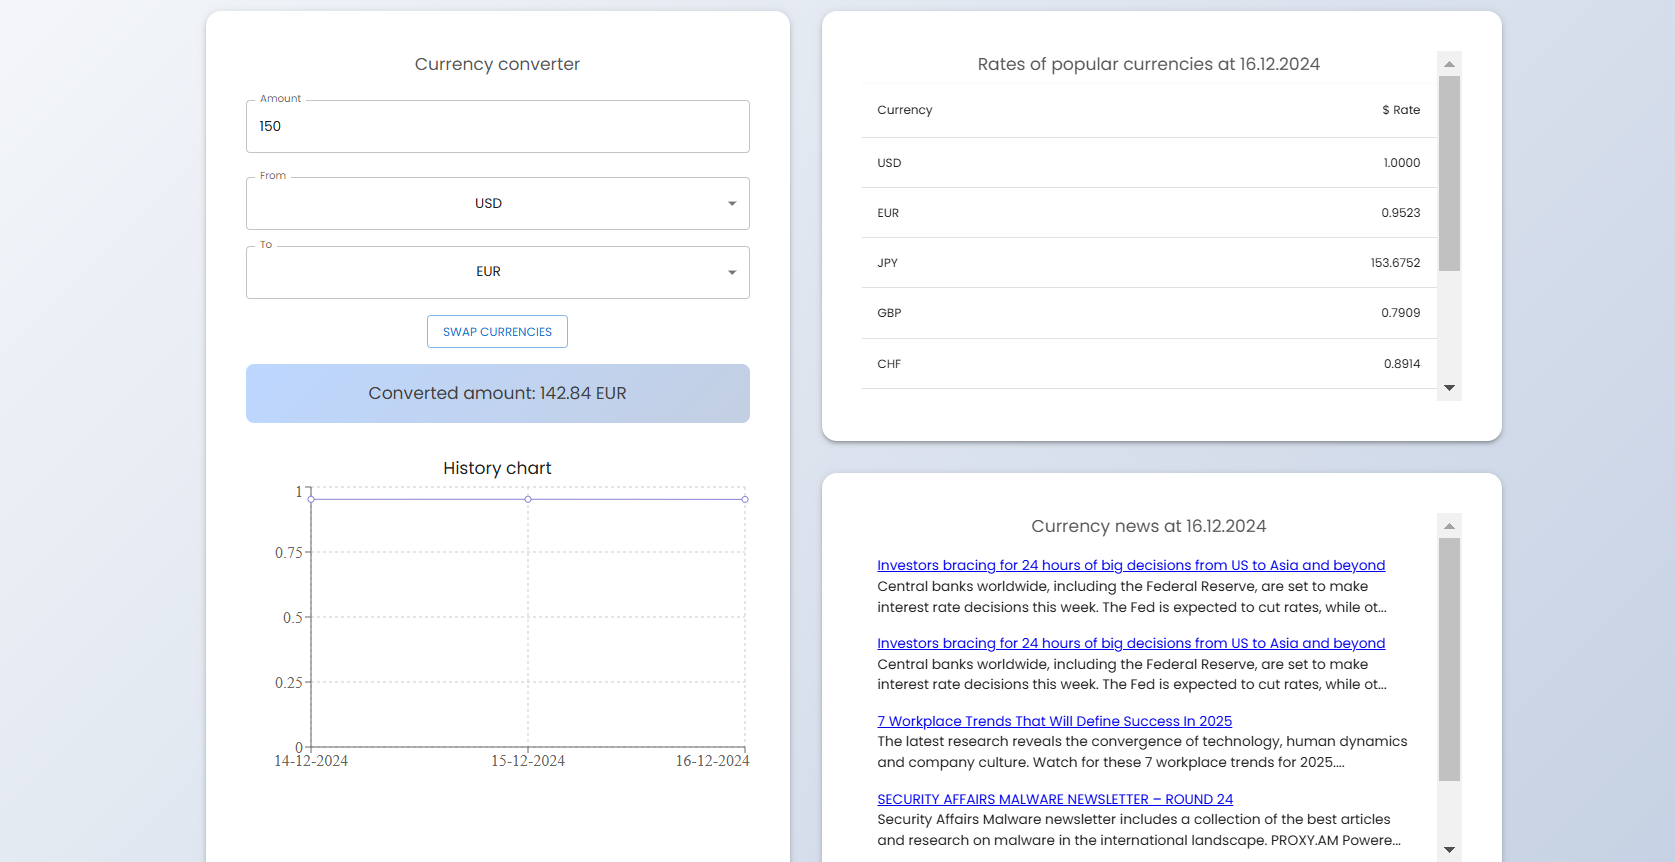 Currency converter
Amount
150
From
USD
To
EUR
SWAP CURRENCIES
Converted amount: 142.84 EUR
History chart
1
0.75
0.5
0.25
0
14-12-2024 15-12-2024 16-12-2024
Rates of popular currencies at 16.12.2024
Currency $ Rate
USD 1.0000
EUR 0.9523
JPY 153.6752
GBP 0.7909
CHF 0.8914
Currency news at 16.12.2024
Investors bracing for 24 hours of big decisions from US to Asia and beyond
Central banks worldwide, including the Federal Reserve, are set to make
interest rate decisions this week. The Fed is expected to cut rates, while ot...
Investors bracing for 24 hours of big decisions from US to Asia and beyond
Central banks worldwide, including the Federal Reserve, are set to make
interest rate decisions this week. The Fed is expected to cut rates, while ot...
7 Workplace Trends That Will Define Success In 2025
The latest research reveals the convergence of technology, human dynamics
and company culture. Watch for these 7 workplace trends for 2025....
SECURITY AFFAIRS MALWARE NEWSLETTER – ROUND 24
Security Affairs Malware newsletter includes a collection of the best articles
and research on malware in the international landscape. PROXY.AM Powere...